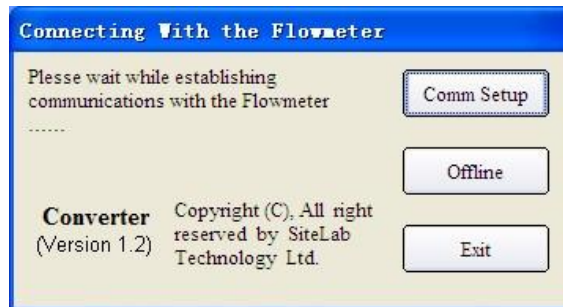 Connecting With the Flowmeter
Plesse wait while establishing
communications with the Flowmeter
......
Comm Setup
Offline
Converter
(Version 1.2)
Copyright (C), All right
reserved by SiteLab
Technology Ltd.
Exit